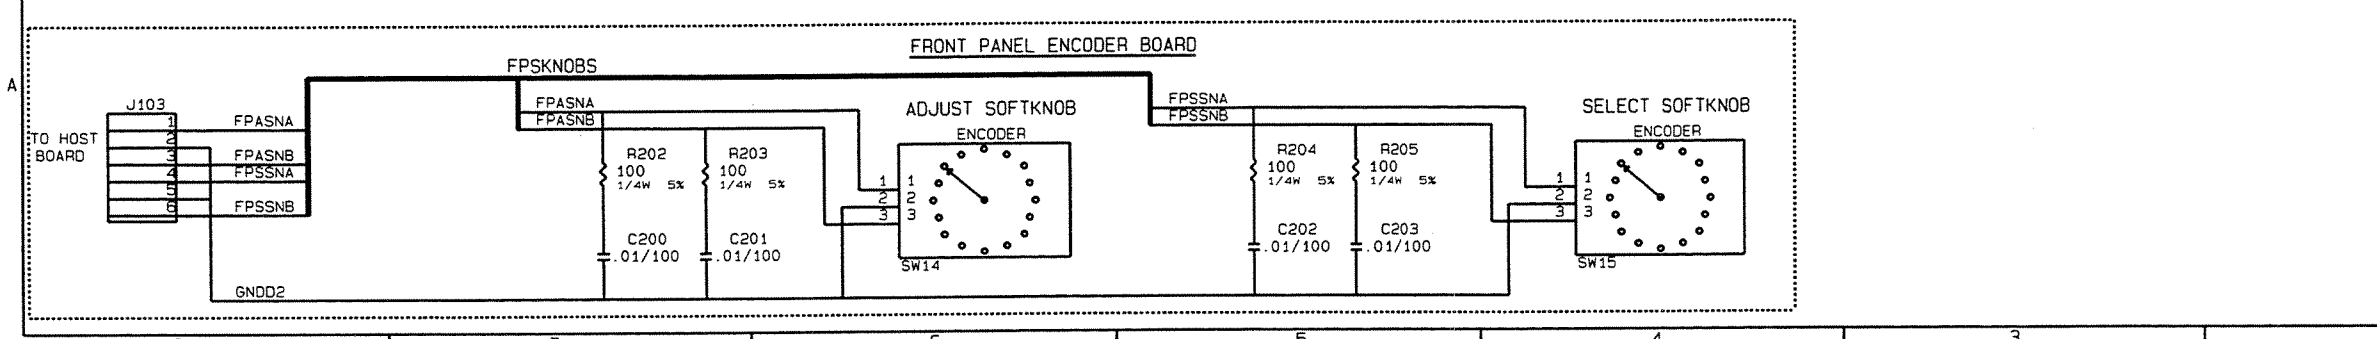 FRONT PANEL ENCODER BOARD
A
FPSKNOBS
J103
TO HOST
BOARD
1
2
3
4
5
6
FPASNA
FPASNB
FPSSNA
FPSSNB
GNDD2
FPASNA
FPASNB
R202
100
1/4W 5%
R203
100
1/4W 5%
C200
.01/100
C201
.01/100
ADJUST SOFTKNOB
ENCODER
1 1
2 2
3 3
SW14
FPSSNA
FPSSNB
R204
100
1/4W 5%
R205
100
1/4W 5%
C202
.01/100
C203
.01/100
SELECT SOFTKNOB
ENCODER
1 1
2 2
3 3
SW15